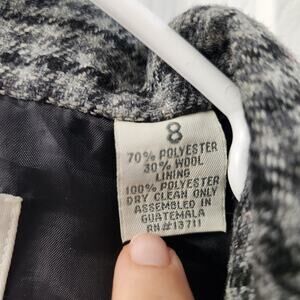 8
70% POLYESTER
30% WOOL
LINING
100% POLYESTER
DRY CLEAN ONLY
ASSEMBLED IN
GUATEMALA
RN#13711